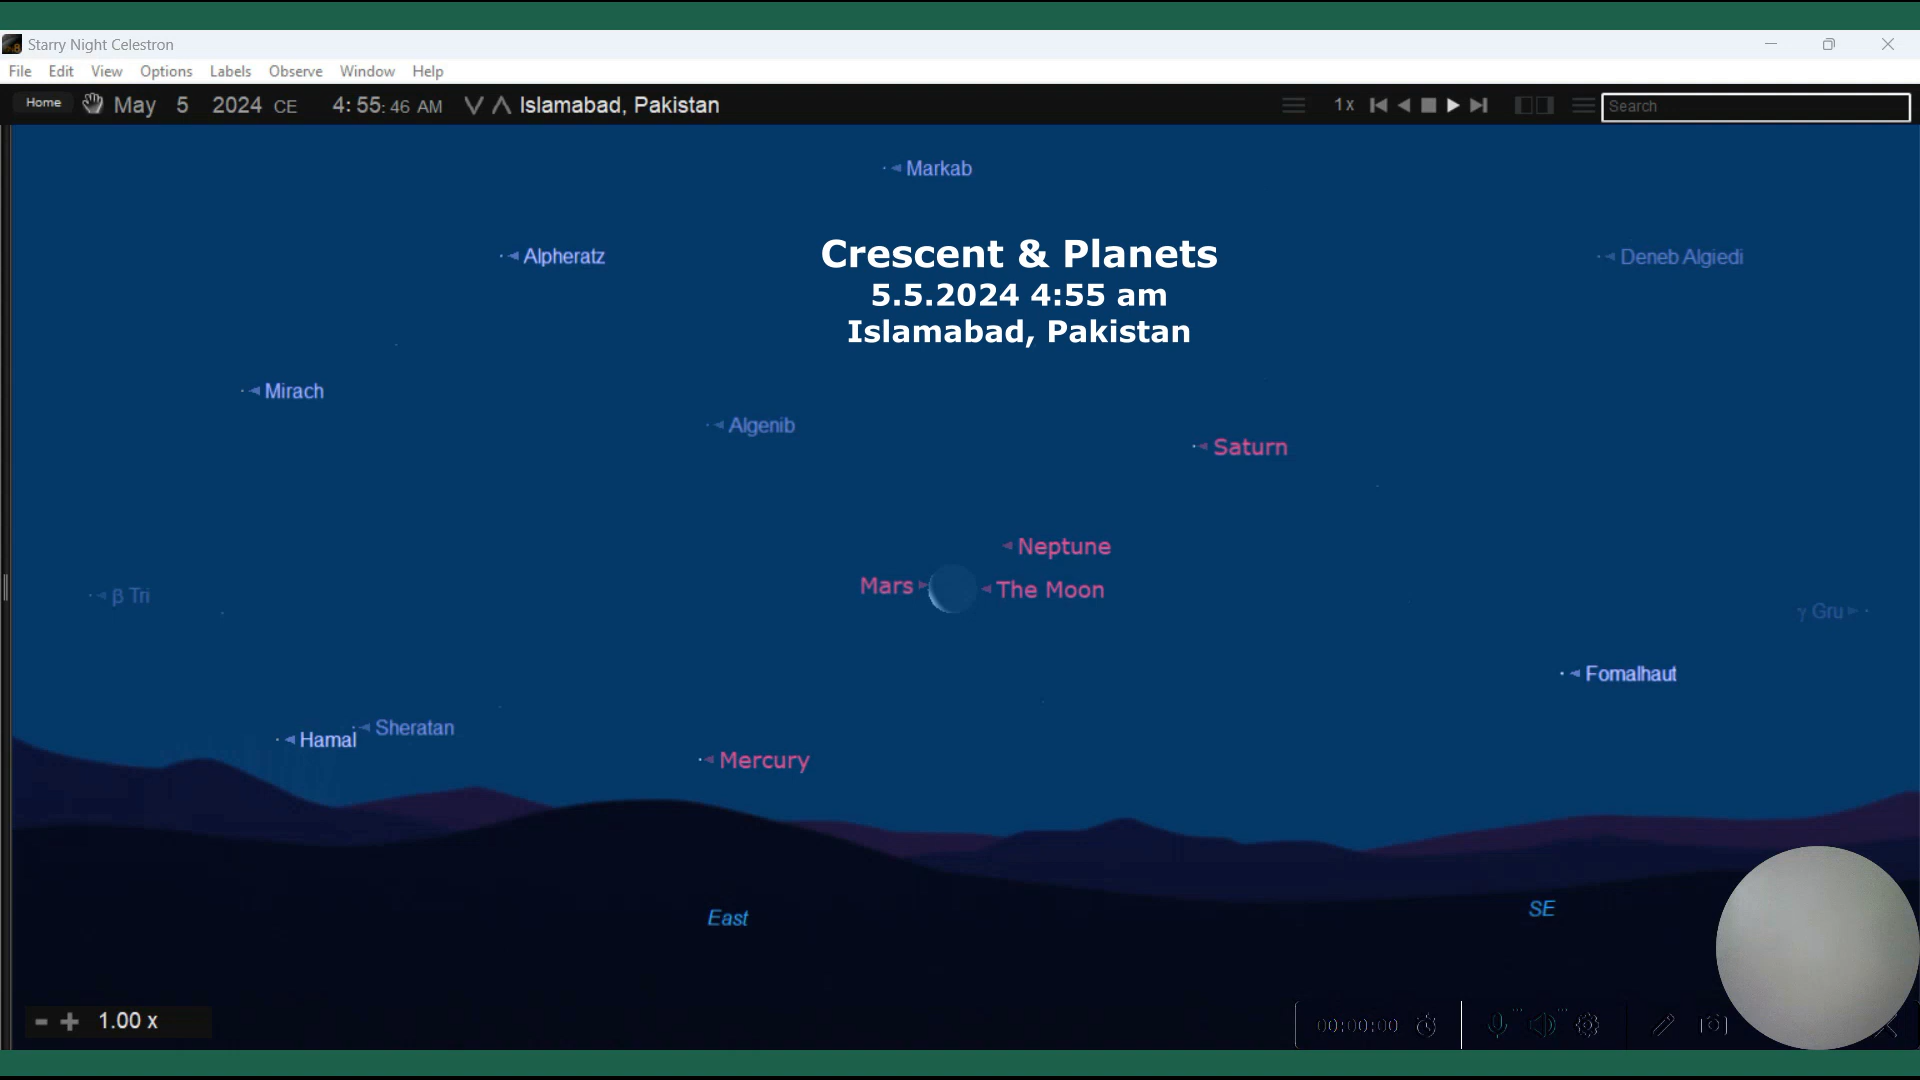 Starry Night Celestron
File Edit View Options Labels Observe Window Help
Home May 5 2024 CE 4:55:46 AM Islamabad, Pakistan 1x Search
Markab
Alpheratz
Crescent & Planets
Deneb Algiedi
5.5.2024 4:55 am
Islamabad, Pakistan
Mirach
Algenib
Saturn
Neptune
Mars The Moon
β Tri
γ Gru
Fomalhaut
Hamal Sheratan
Mercury
East
SE
1.00 x
00:00:00